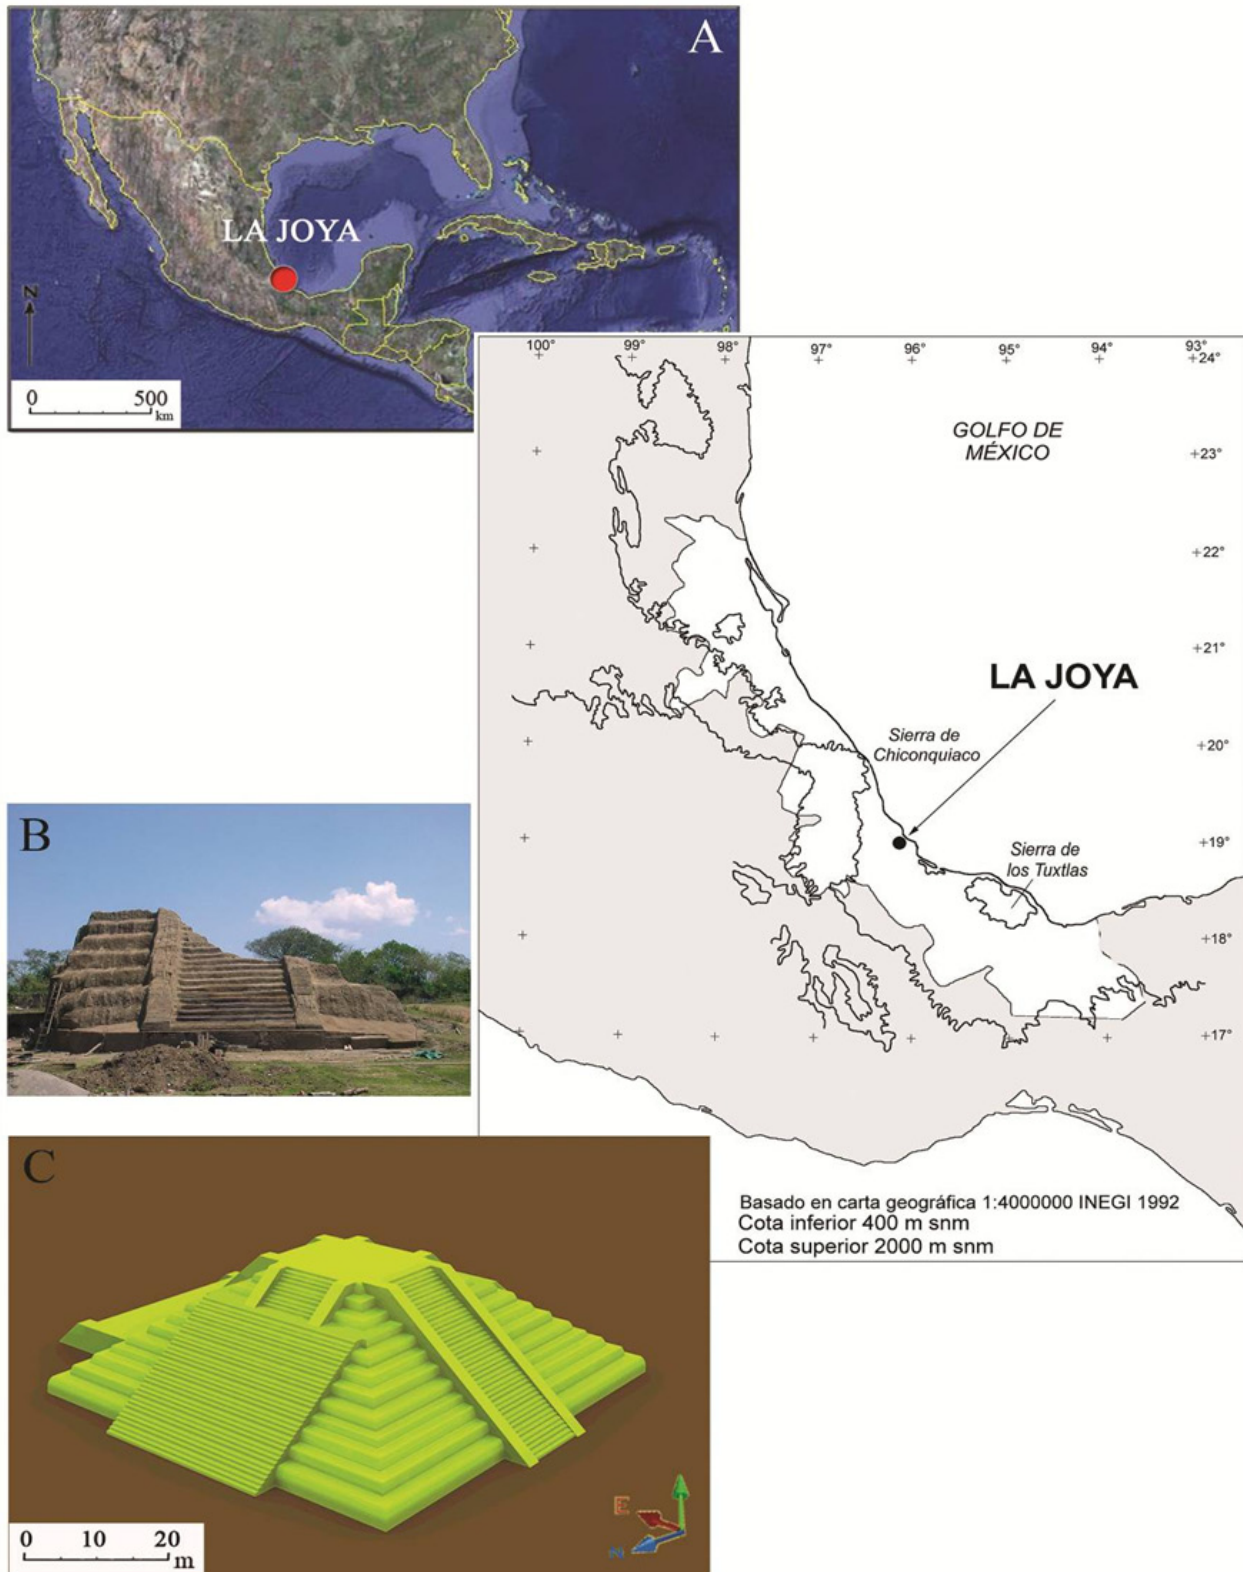 A
LA JOYA
N
0 500
km
100° 99° 98° 97° 96° 95° 94° 93°
24°
GOLFO DE
MÉXICO
23°
22°
21°
LA JOYA
Sierra de
Chiconquiaco
20°
19°
Sierra de
los Tuxtlas
18°
17°
Basado en carta geográfica 1:4000000 INEGI 1992
Cota inferior 400 m snm
Cota superior 2000 m snm
B
C
E
N
0 10 20
m